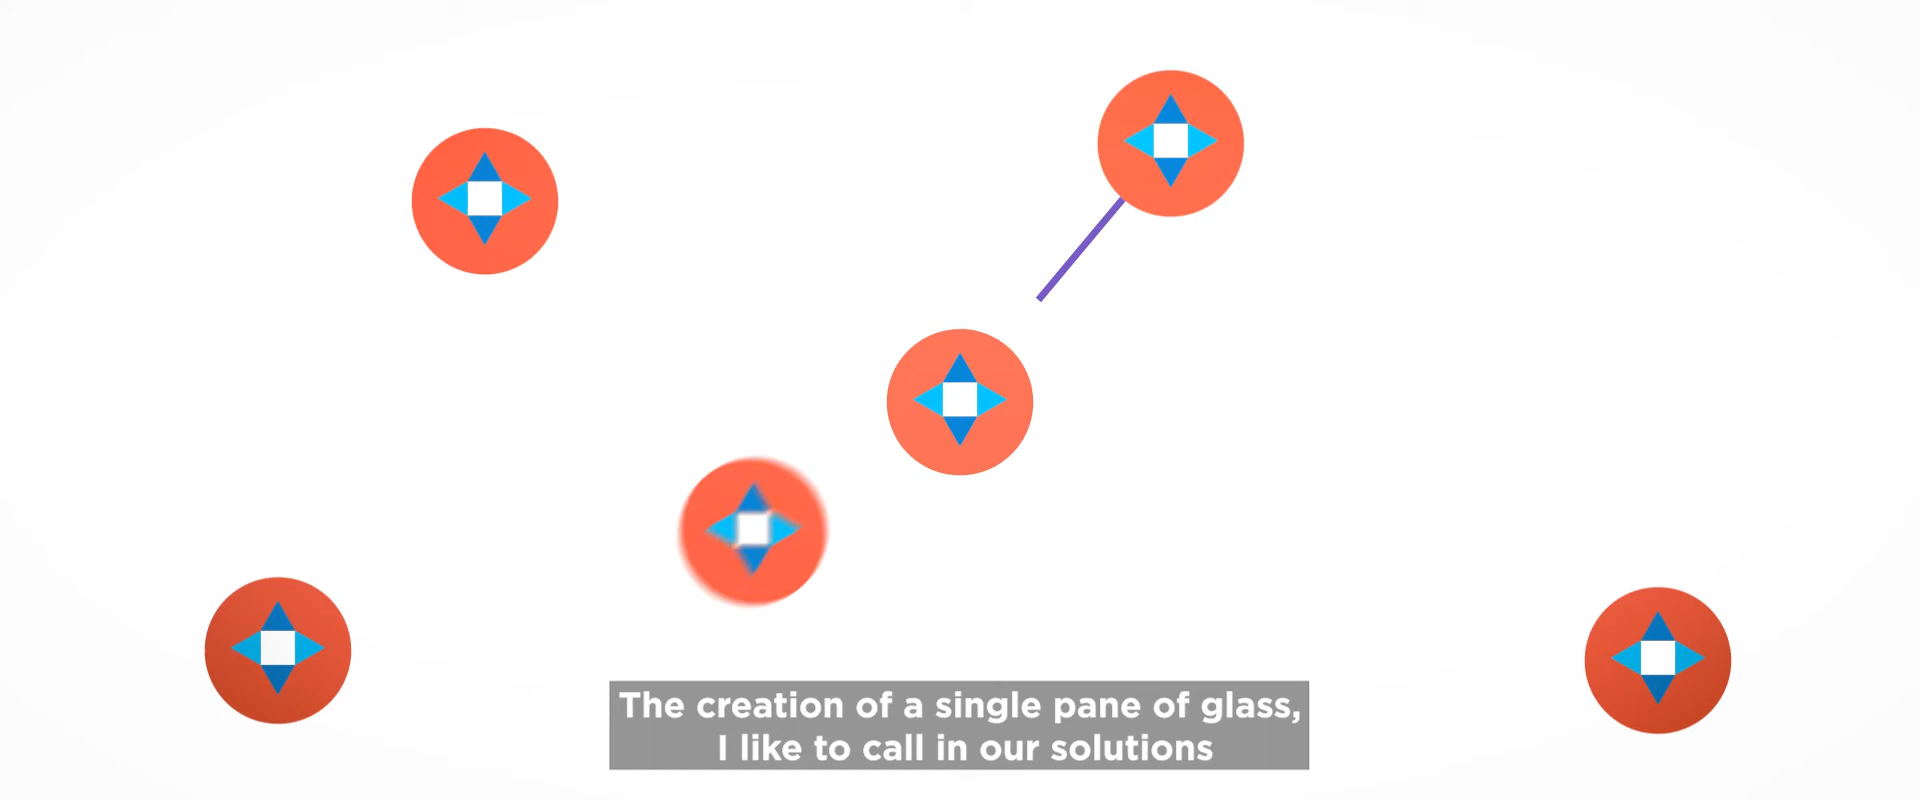 The creation of a single pane of glass,
I like to call in our solutions